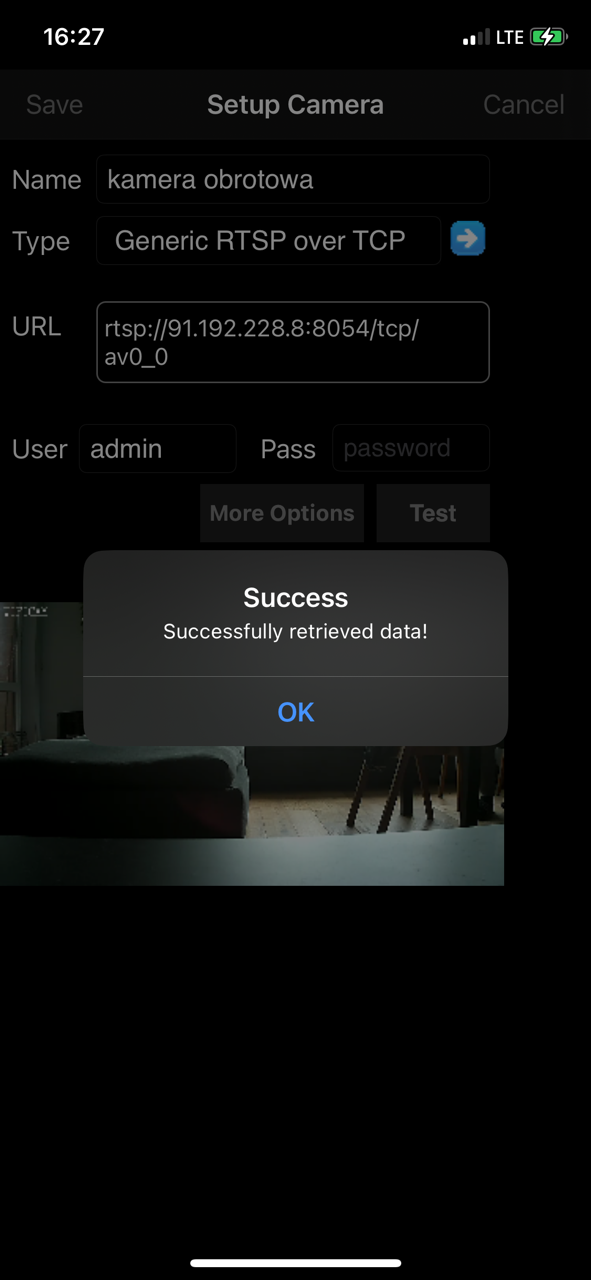 16:27 LTE
Save Setup Camera Cancel
Name kamera obrotowa
Type Generic RTSP over TCP
URL rtsp://91.192.228.8:8054/tcp/
av0_0
User admin Pass password
More Options Test
Success
Successfully retrieved data!
OK